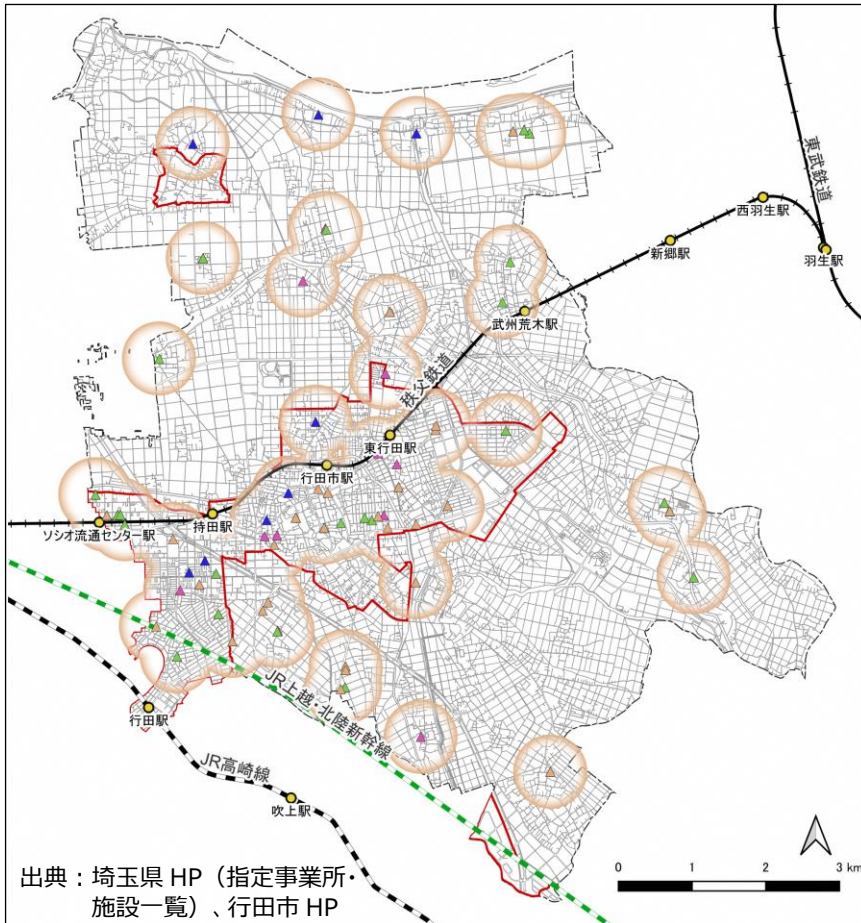 東武鉄道
西羽生駅
新郷駅
羽生駅
武州荒木駅
秩父鉄道
東行田駅
行田市駅
持田駅
ソシオ流通センター駅
行田駅
JR上越・北陸新幹線
JR高崎線
吹上駅
0 1 2 3 km
出典：埼玉県 HP（指定事業所・
施設一覧）、行田市 HP